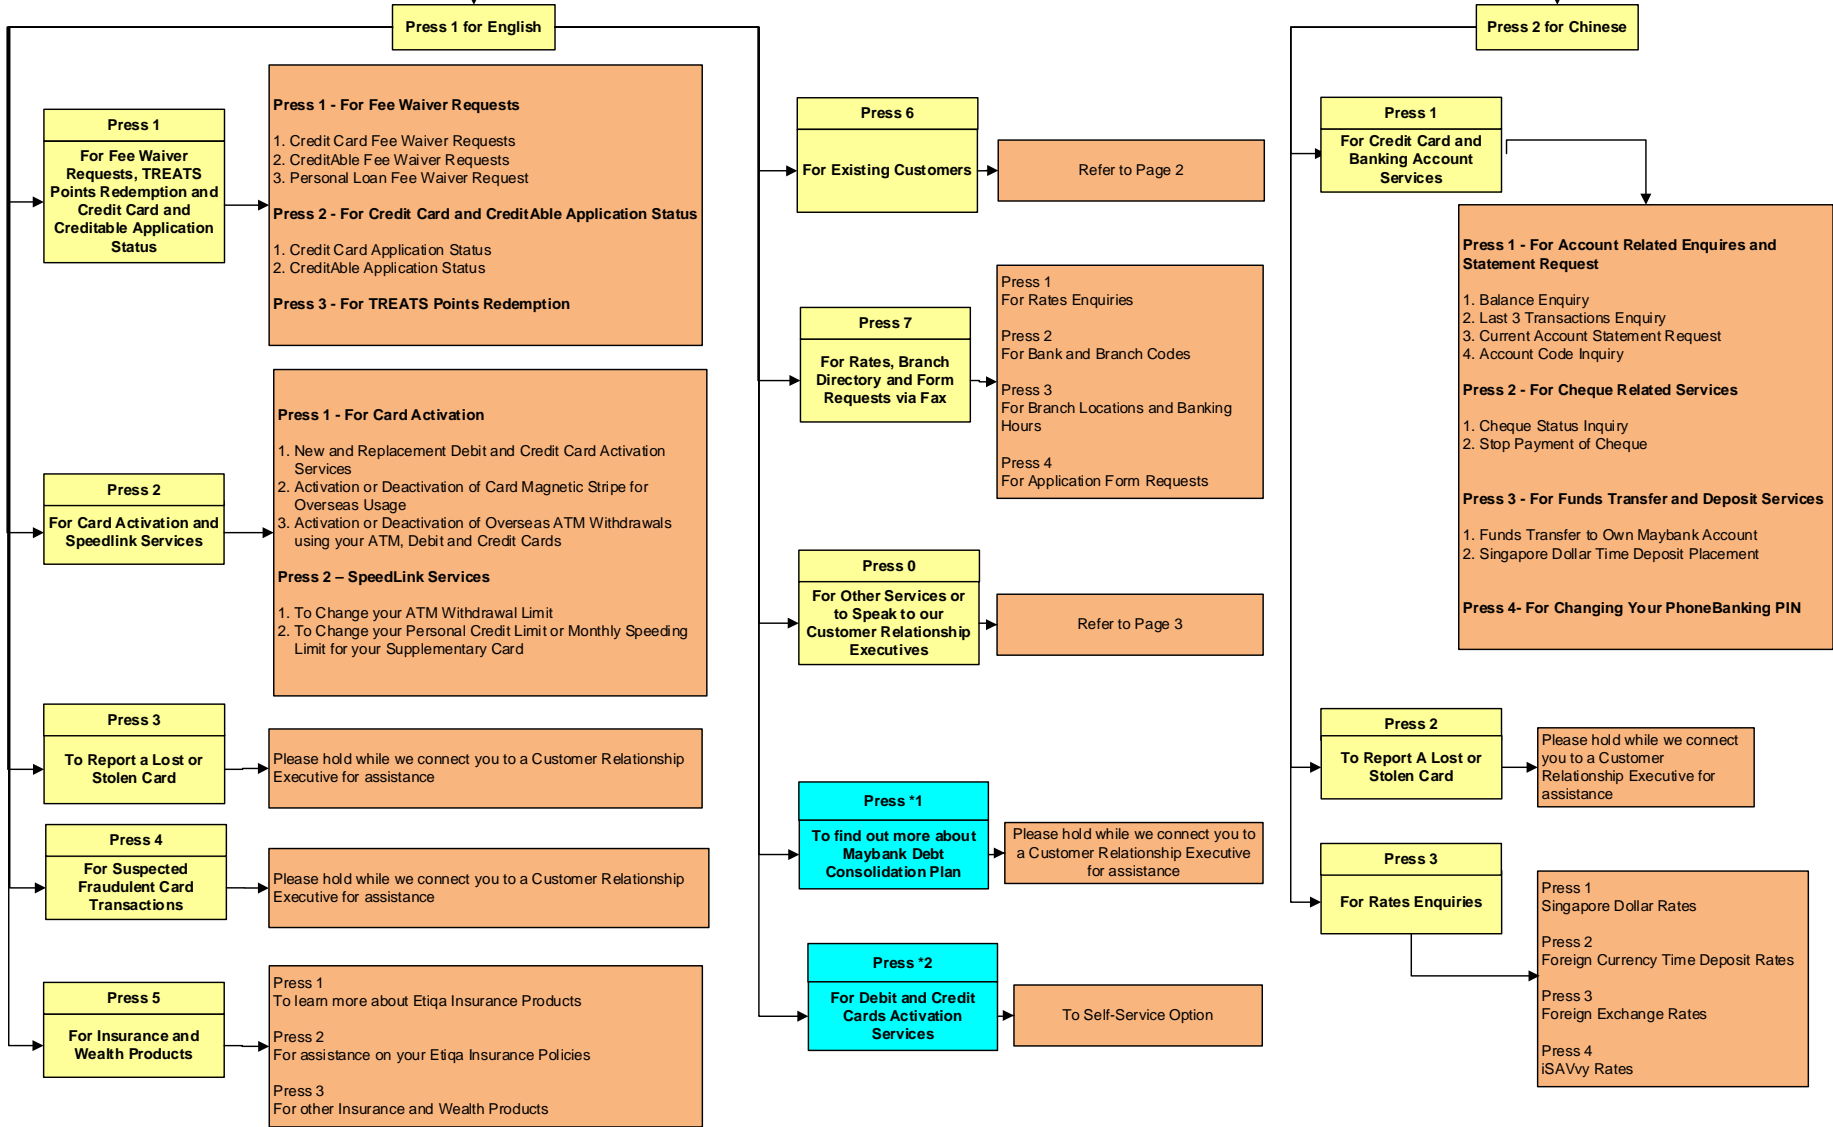 Press 1 for English
Press 1
For Fee Waiver
Requests, TREATS
Points Redemption and
Credit Card and
Creditable Application
Status
Press 1 - For Fee Waiver Requests
1. Credit Card Fee Waiver Requests
2. CreditAble Fee Waiver Requests
3. Personal Loan Fee Waiver Request
Press 2 - For Credit Card and CreditAble Application Status
1. Credit Card Application Status
2. CreditAble Application Status
Press 3 - For TREATS Points Redemption
Press 2
For Card Activation and
Speedlink Services
Press 1 - For Card Activation
1. New and Replacement Debit and Credit Card Activation
Services
2. Activation or Deactivation of Card Magnetic Stripe for
Overseas Usage
3. Activation or Deactivation of Overseas ATM Withdrawals
using your ATM, Debit and Credit Cards
Press 2 – SpeedLink Services
1. To Change your ATM Withdrawal Limit
2. To Change your Personal Credit Limit or Monthly Speeding
Limit for your Supplementary Card
Press 3
To Report a Lost or
Stolen Card
Please hold while we connect you to a Customer Relationship
Executive for assistance
Press 4
For Suspected
Fraudulent Card
Transactions
Please hold while we connect you to a Customer Relationship
Executive for assistance
Press 5
For Insurance and
Wealth Products
Press 1
To learn more about Etiqa Insurance Products
Press 2
For assistance on your Etiqa Insurance Policies
Press 3
For other Insurance and Wealth Products
Press 6
For Existing Customers
Refer to Page 2
Press 7
For Rates, Branch
Directory and Form
Requests via Fax
Press 1
For Rates Enquiries
Press 2
For Bank and Branch Codes
Press 3
For Branch Locations and Banking
Hours
Press 4
For Application Form Requests
Press 0
For Other Services or
to Speak to our
Customer Relationship
Executives
Refer to Page 3
Press *1
To find out more about
Maybank Debt
Consolidation Plan
Please hold while we connect you to
a Customer Relationship Executive
for assistance
Press *2
For Debit and Credit
Cards Activation
Services
To Self-Service Option
Press 2 for Chinese
Press 1
For Credit Card and
Banking Account
Services
Press 1 - For Account Related Enquires and
Statement Request
1. Balance Enquiry
2. Last 3 Transactions Enquiry
3. Current Account Statement Request
4. Account Code Inquiry
Press 2 - For Cheque Related Services
1. Cheque Status Inquiry
2. Stop Payment of Cheque
Press 3 - For Funds Transfer and Deposit Services
1. Funds Transfer to Own Maybank Account
2. Singapore Dollar Time Deposit Placement
Press 4- For Changing Your PhoneBanking PIN
Press 2
To Report A Lost or
Stolen Card
Please hold while we connect
you to a Customer
Relationship Executive for
assistance
Press 3
For Rates Enquiries
Press 1
Singapore Dollar Rates
Press 2
Foreign Currency Time Deposit Rates
Press 3
Foreign Exchange Rates
Press 4
iSAVvy Rates